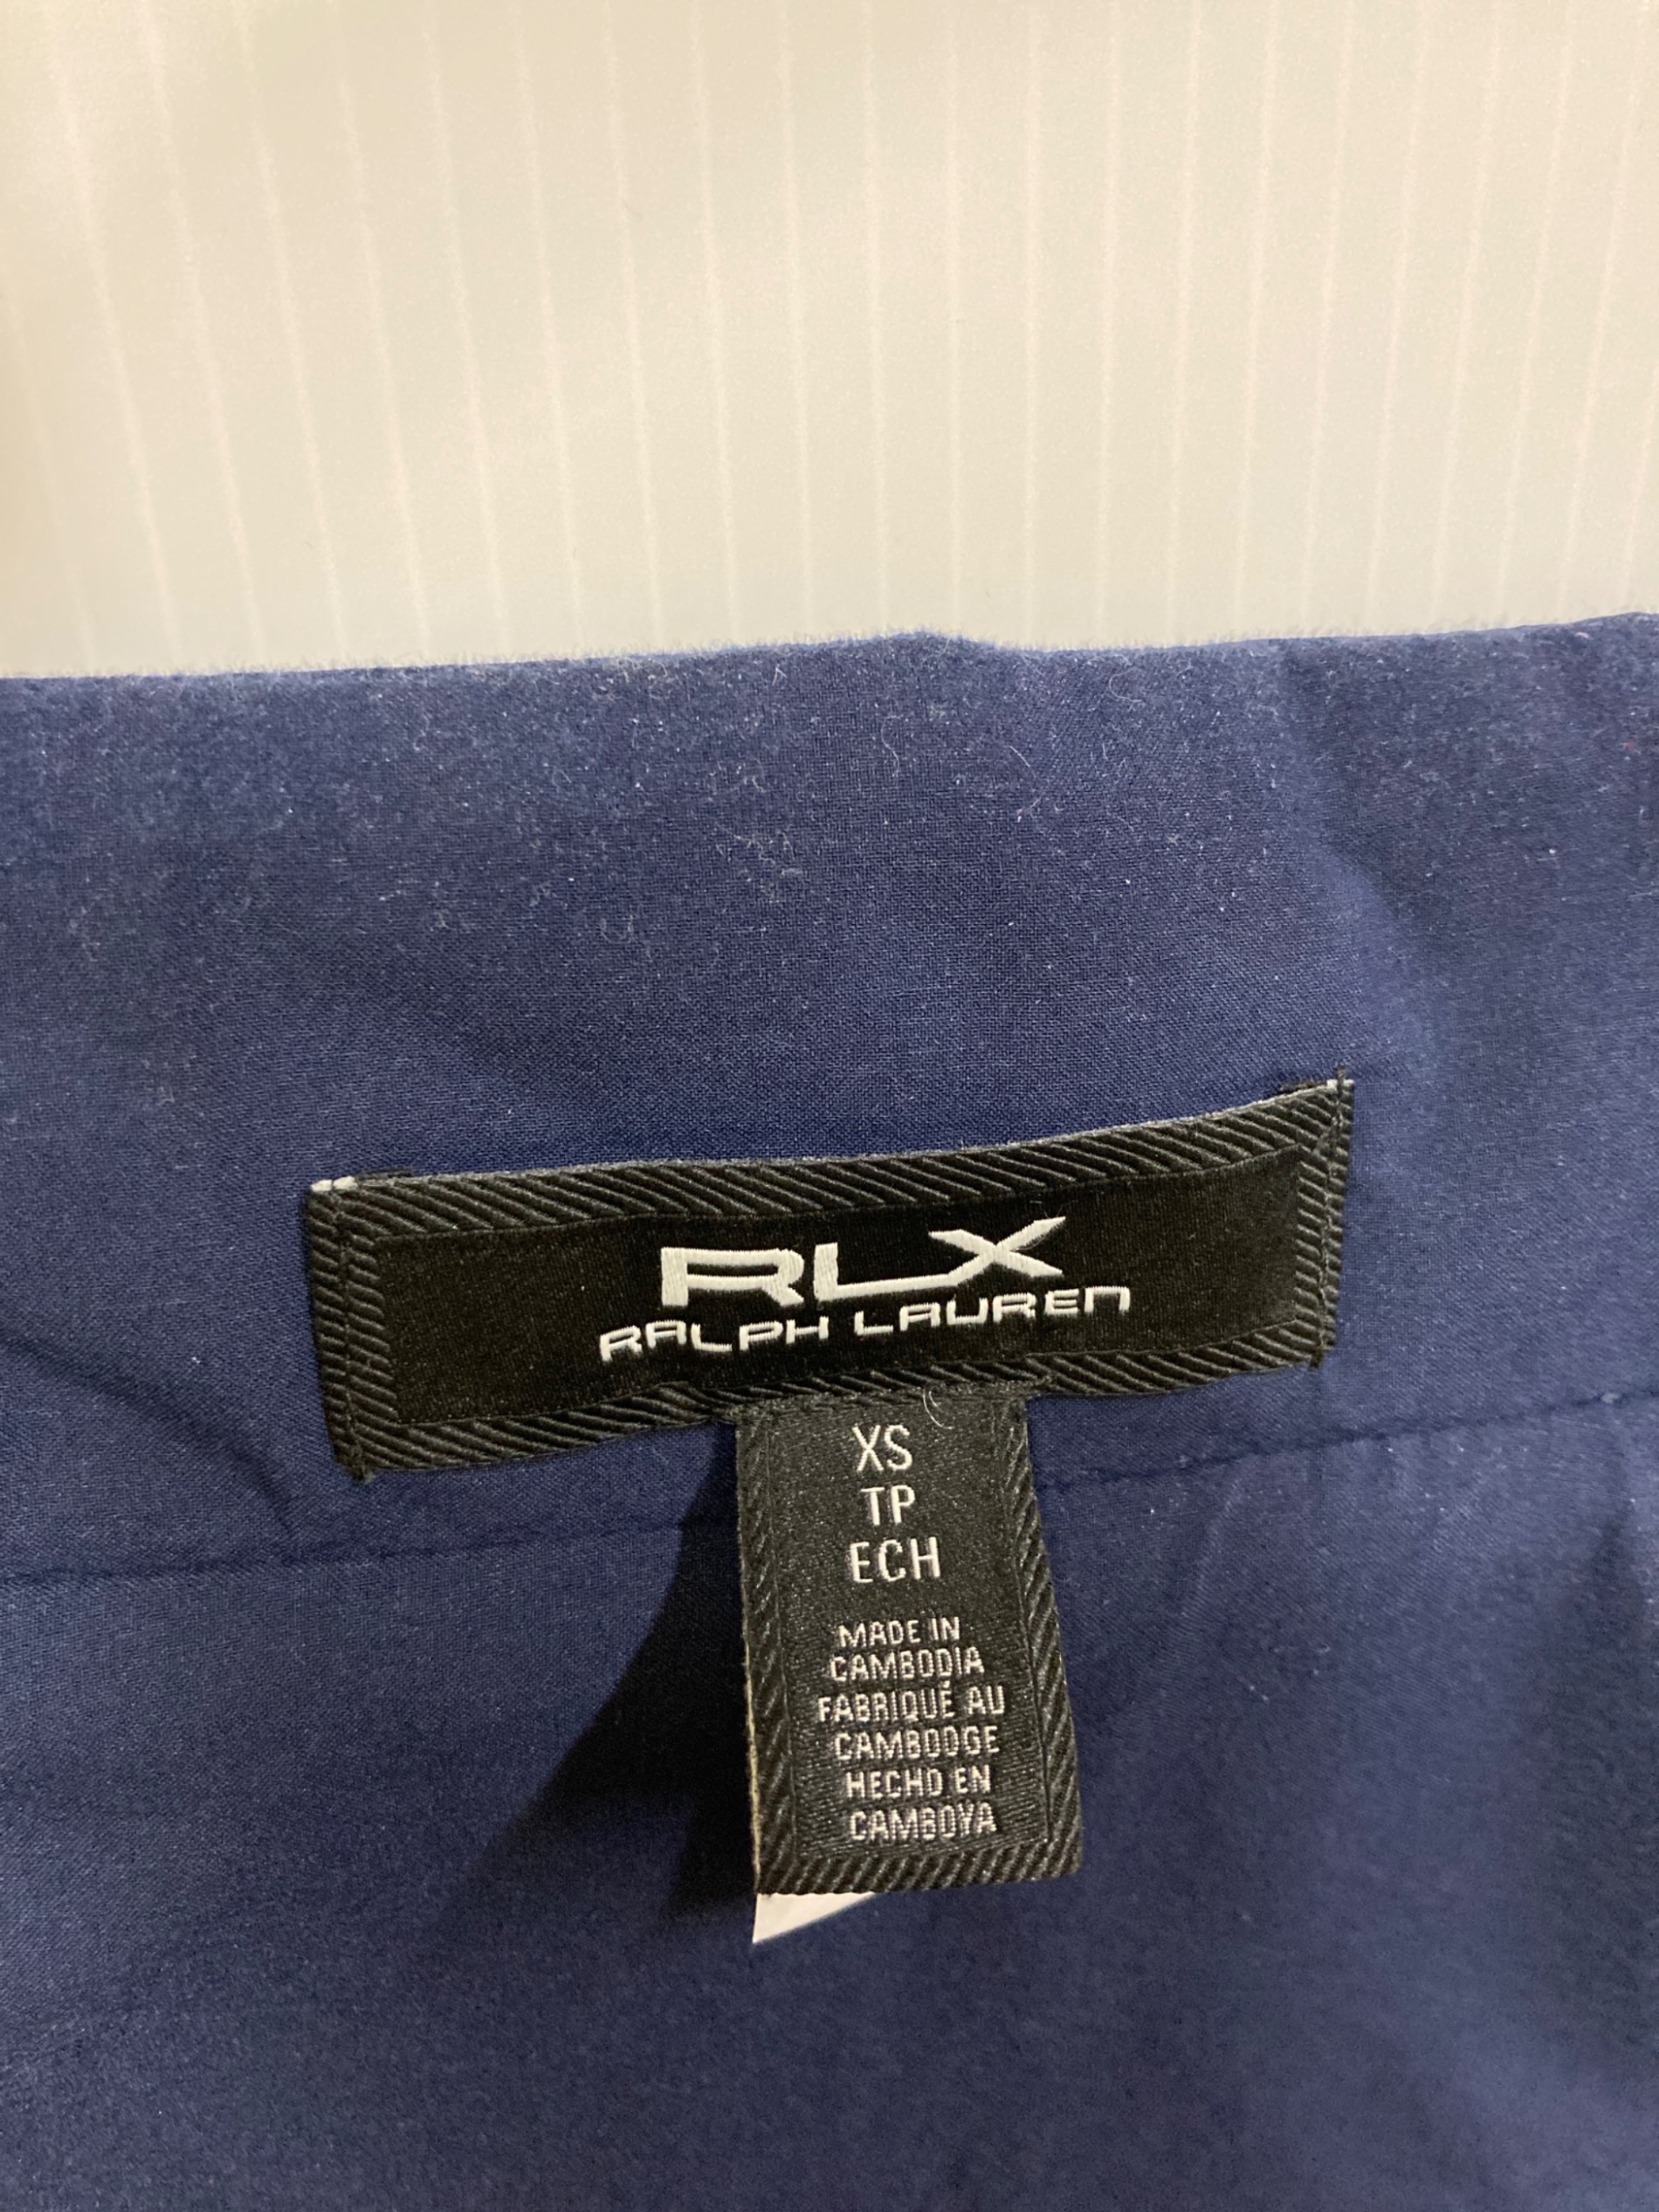 RLX
RALPH LAUREN
XS
TP
ECH
MADE IN
CAMBODIA
FABRIQUÉ AU
CAMBODGE
HECHO EN
CAMBOYA